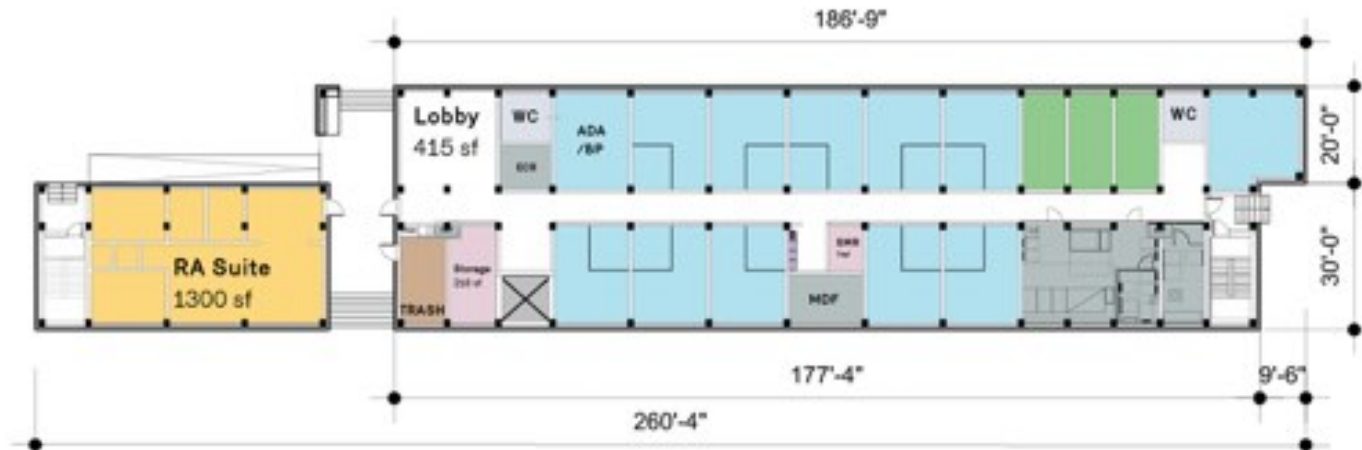 186'-9"
Lobby
415 sf
WC
ADA
/BP
WC
20'-0"
RA Suite
1300 sf
TRASH
Storage
MDF
30'-0"
177'-4"
9'-6"
260'-4"